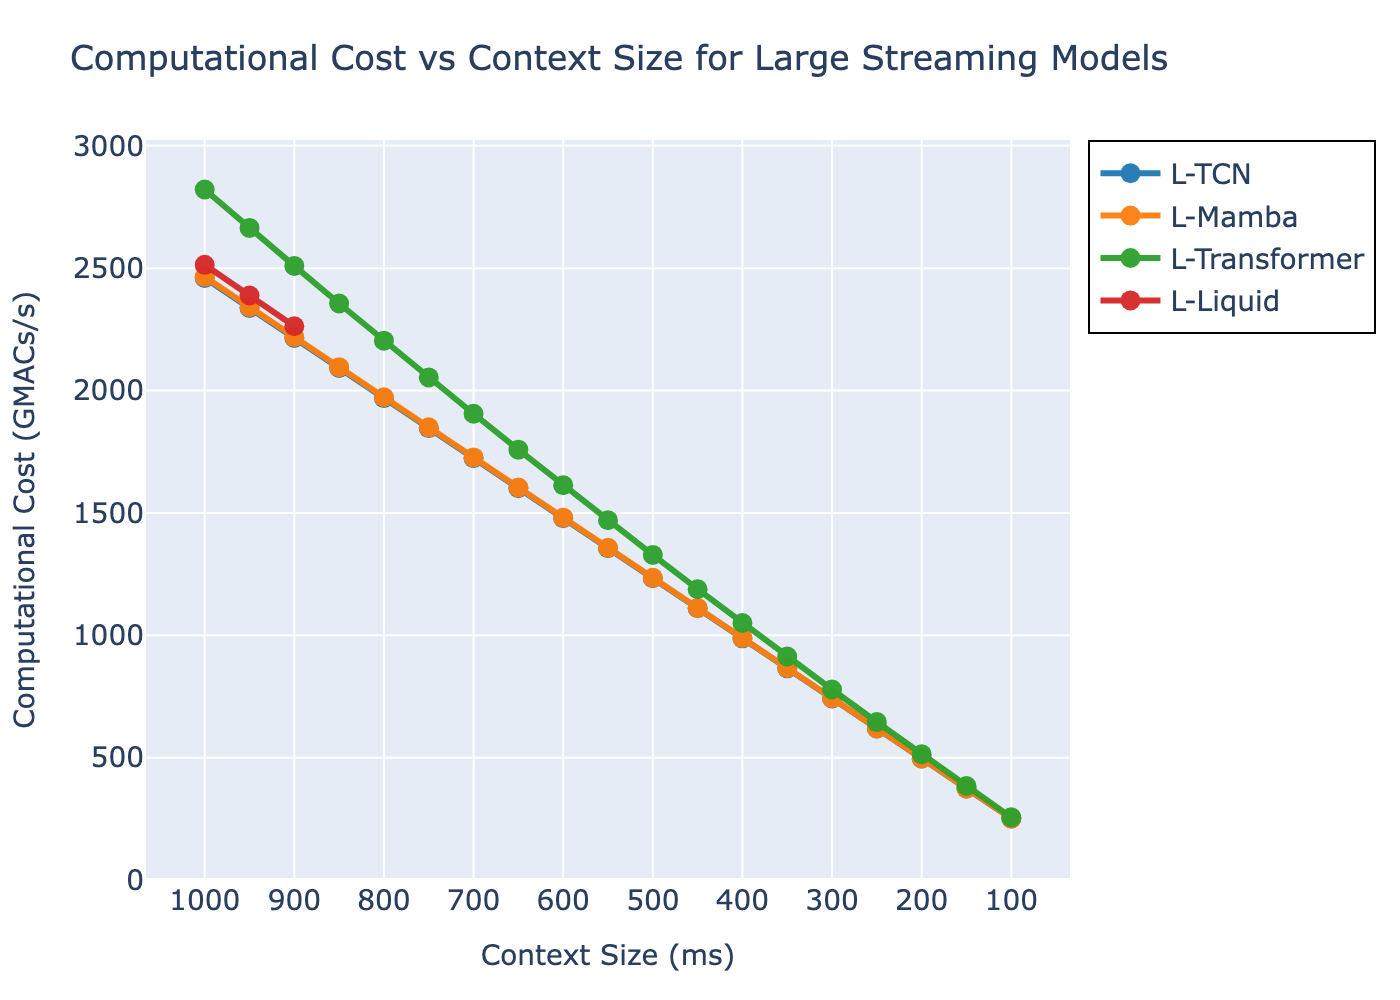 Computational Cost vs Context Size for Large Streaming Models
L-TCN
L-Mamba
L-Transformer
L-Liquid
Computational Cost (GMACs/s)
3000
2500
2000
1500
1000
500
0
1000 900 800 700 600 500 400 300 200 100
Context Size (ms)